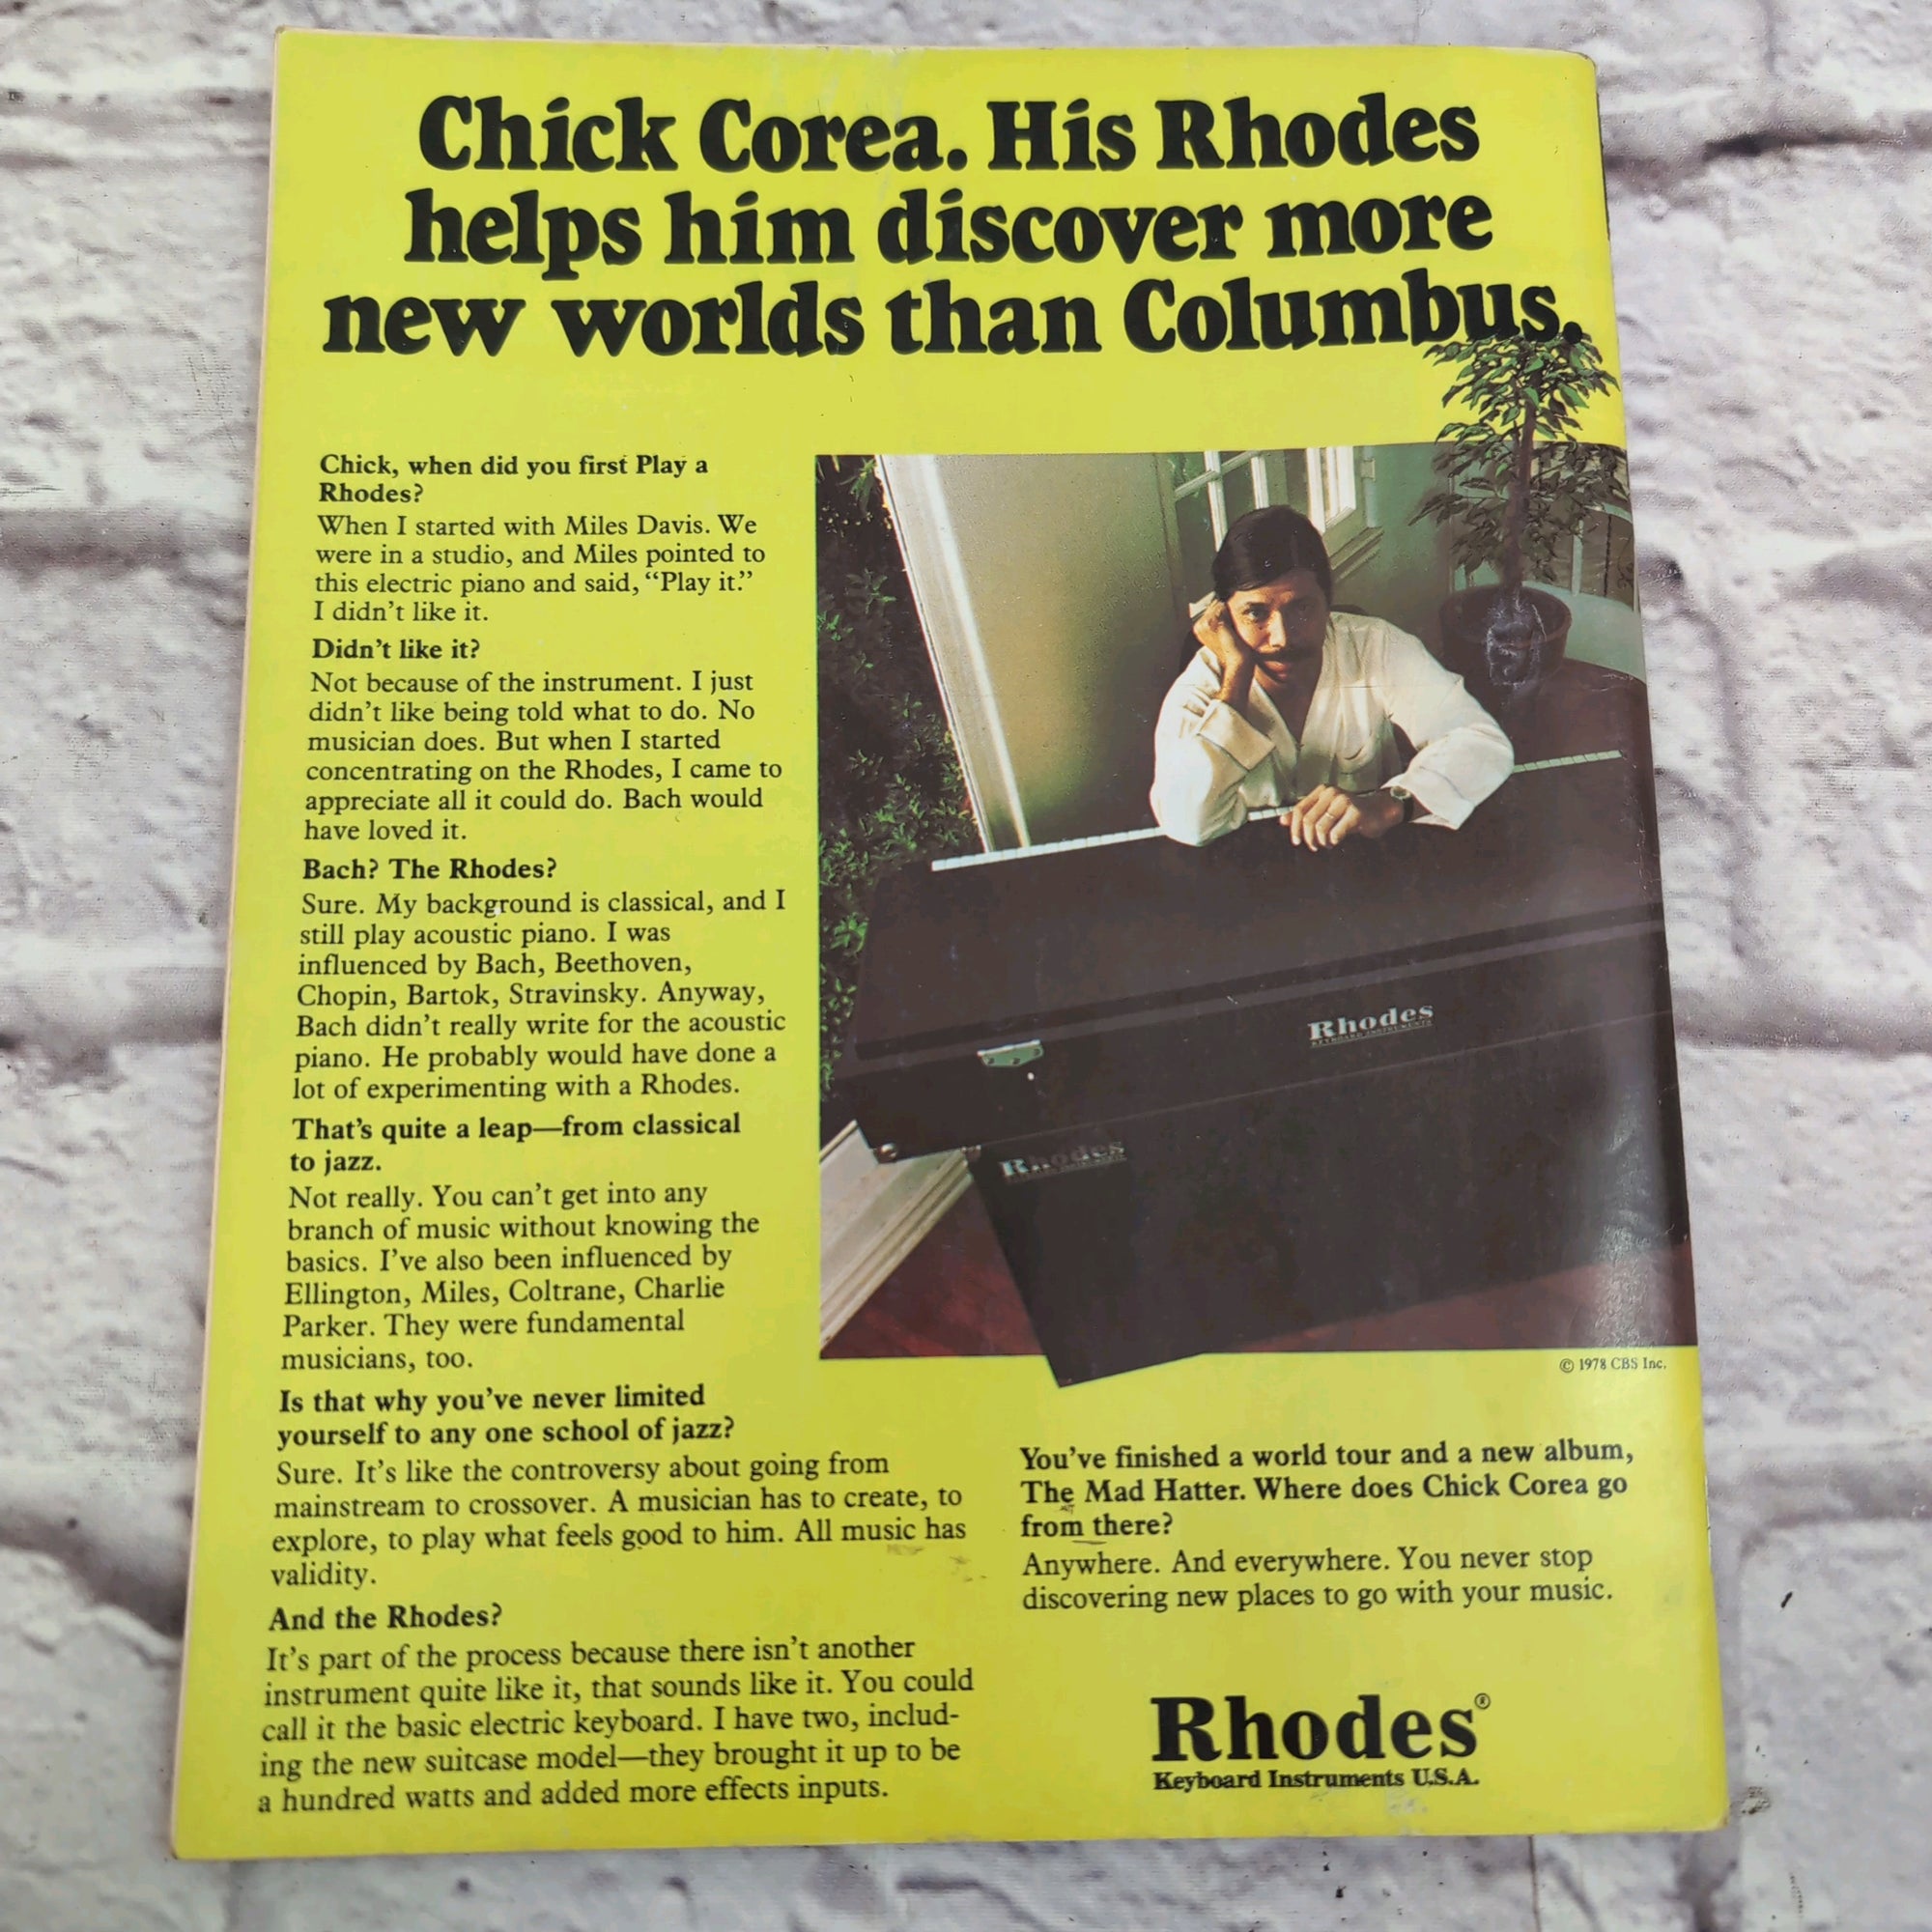 Chick Corea. His Rhodes
helps him discover more
new worlds than Columbus.
Chick, when did you first Play a
Rhodes?
When I started with Miles Davis. We
were in a studio, and Miles pointed to
this electric piano and said, “Play it.”
I didn’t like it.
Didn’t like it?
Not because of the instrument. I just
didn’t like being told what to do. No
musician does. But when I started
concentrating on the Rhodes, I came to
appreciate all it could do. Bach would
have loved it.
Bach? The Rhodes?
Sure. My background is classical, and I
still play acoustic piano. I was
influenced by Bach, Beethoven,
Chopin, Bartok, Stravinsky. Anyway,
Bach didn’t really write for the acoustic
piano. He probably would have done a
lot of experimenting with a Rhodes.
That’s quite a leap—from classical
to jazz.
Not really. You can’t get into any
branch of music without knowing the
basics. I’ve also been influenced by
Ellington, Miles, Coltrane, Charlie
Parker. They were fundamental
musicians, too.
Is that why you’ve never limited
yourself to any one school of jazz?
Sure. It’s like the controversy about going from
mainstream to crossover. A musician has to create, to
explore, to play what feels good to him. All music has
validity.
And the Rhodes?
It’s part of the process because there isn’t another
instrument quite like it, that sounds like it. You could
call it the basic electric keyboard. I have two, includ-
ing the new suitcase model—they brought it up to be
a hundred watts and added more effects inputs.
Rhodes
KEYBOARD INSTRUMENTS
Rhodes
KEYBOARD INSTRUMENTS
© 1978 CBS Inc.
You’ve finished a world tour and a new album,
The Mad Hatter. Where does Chick Corea go
from there?
Anywhere. And everywhere. You never stop
discovering new places to go with your music.
Rhodes®
Keyboard Instruments U.S.A.